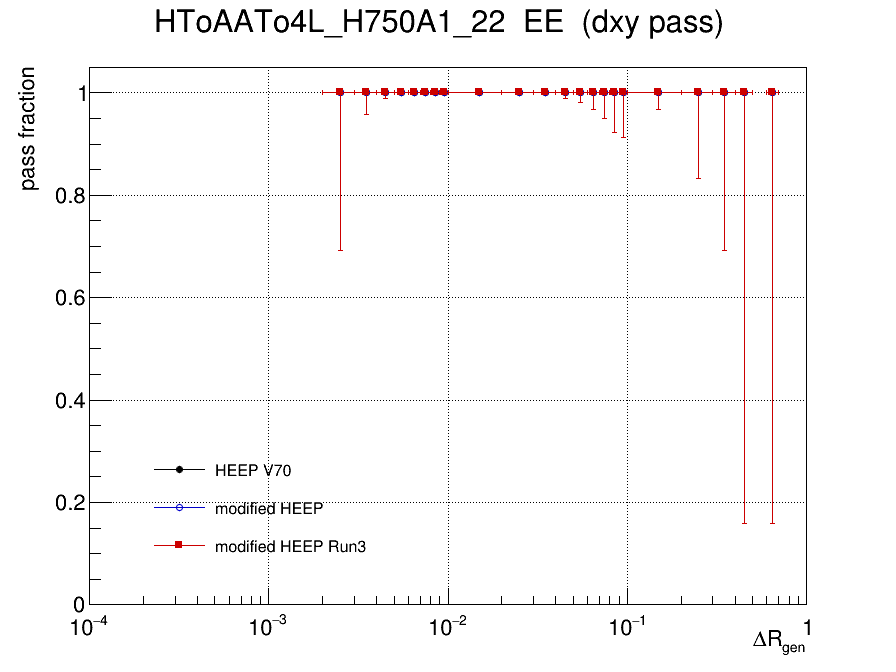 HToAATo4L_H750A1_22 EE (dxy pass)
pass fraction
1
0.8
0.6
0.4
0.2
0
HEEP V70
modified HEEP
modified HEEP Run3
10⁻⁴ 10⁻³ 10⁻² 10⁻¹ 1
ΔR_gen